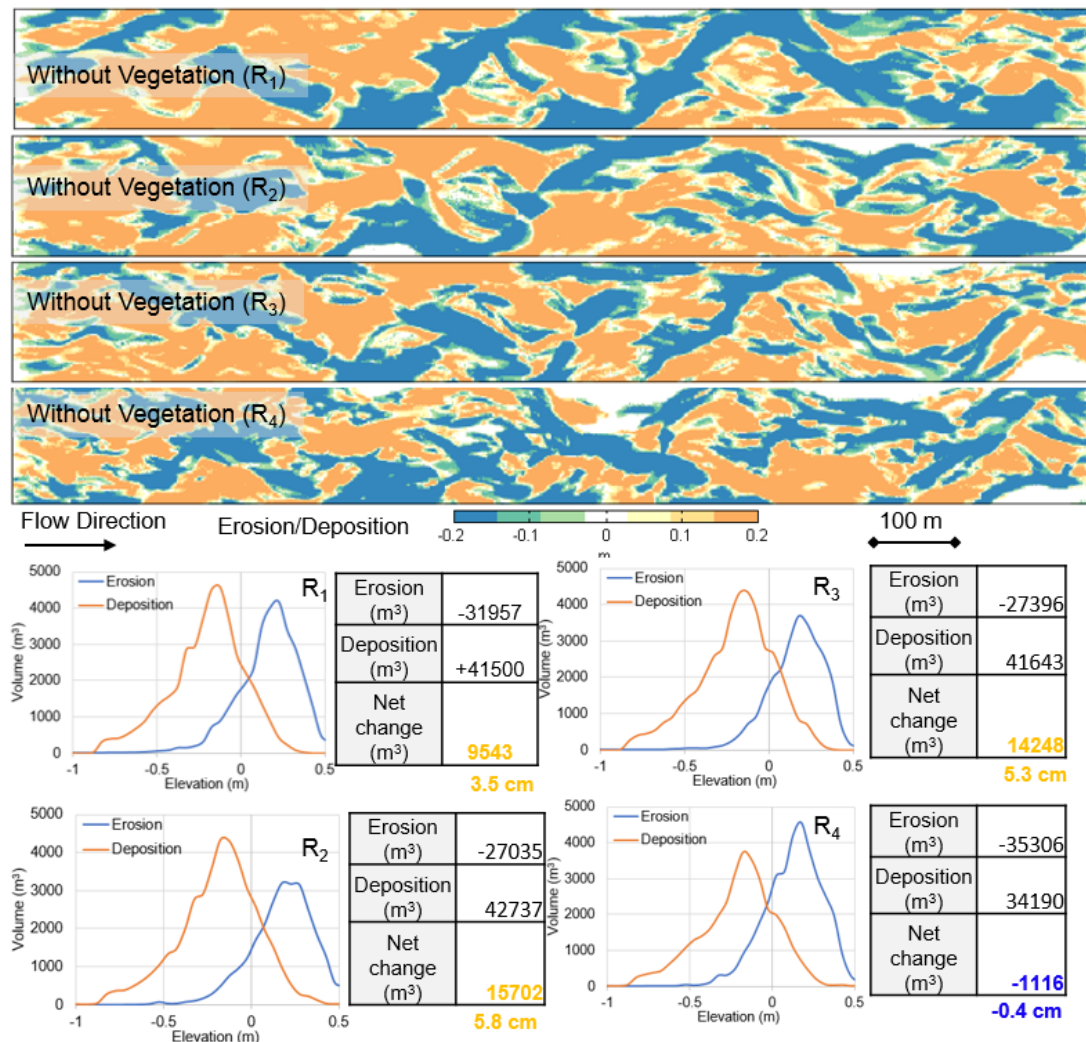 Without Vegetation (R₁)
Without Vegetation (R₂)
Without Vegetation (R₃)
Without Vegetation (R₄)
Flow Direction
Erosion/Deposition
-0.2 -0.1 0 0.1 0.2
m
100 m
5000
4000
3000
2000
1000
0
Volume (m³)
Erosion
Deposition
R₁
-1 -0.5 0 0.5
Elevation (m)
Erosion (m³) -31957
Deposition (m³) +41500
Net change (m³) 9543
3.5 cm
5000
4000
3000
2000
1000
0
Volume (m³)
Erosion
Deposition
R₃
-1 -0.5 0 0.5
Elevation (m)
Erosion (m³) -27396
Deposition (m³) 41643
Net change (m³) 14248
5.3 cm
5000
4000
3000
2000
1000
0
Volume (m³)
Erosion
Deposition
R₂
-1 -0.5 0 0.5
Elevation (m)
Erosion (m³) -27035
Deposition (m³) 42737
Net change (m³) 15702
5.8 cm
5000
4000
3000
2000
1000
0
Volume (m³)
Erosion
Deposition
R₄
-1 -0.5 0 0.5
Elevation (m)
Erosion (m³) -35306
Deposition (m³) 34190
Net change (m³) -1116
-0.4 cm